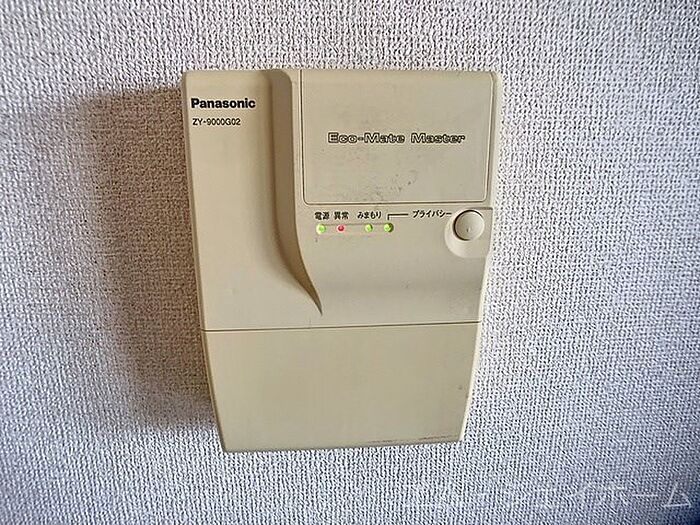 Panasonic
ZY-9000G02
Eco-Mate Master
電源 異常 みまもり プライバシー